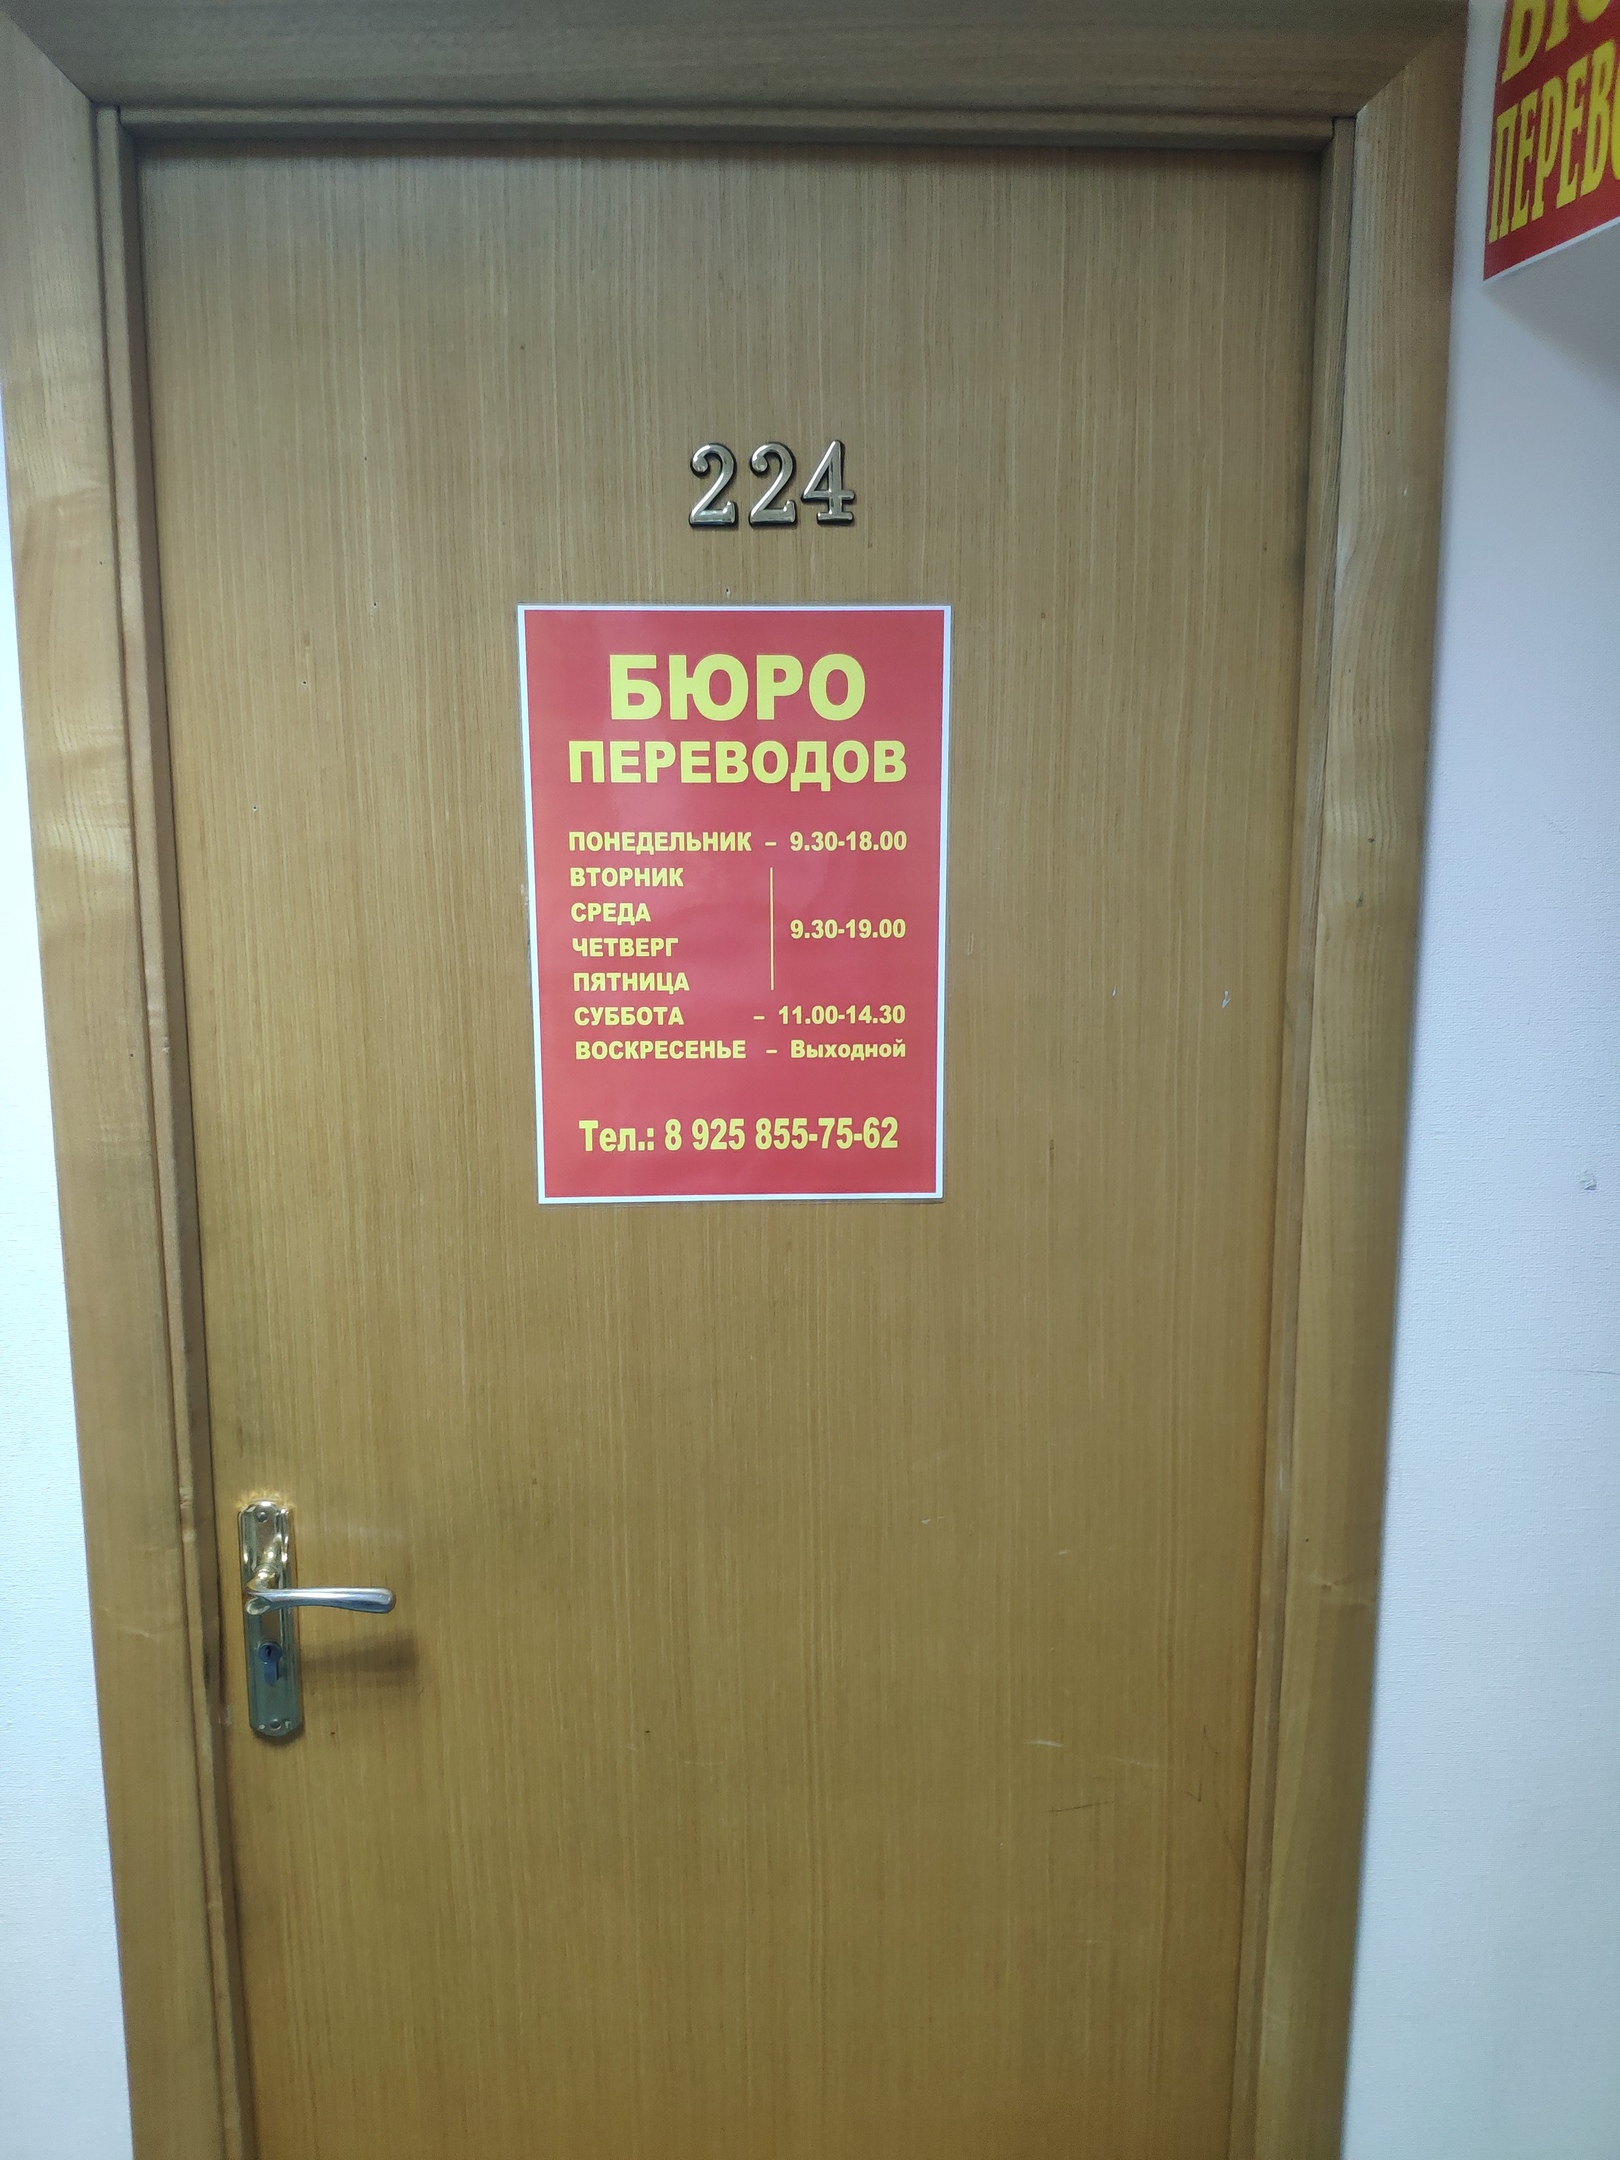 224
БЮРО
ПЕРЕВОДОВ
ПОНЕДЕЛЬНИК – 9.30-18.00
ВТОРНИК
СРЕДА
9.30-19.00
ЧЕТВЕРГ
ПЯТНИЦА
СУББОТА – 11.00-14.30
ВОСКРЕСЕНЬЕ – Выходной
Тел.: 8 925 855-75-62